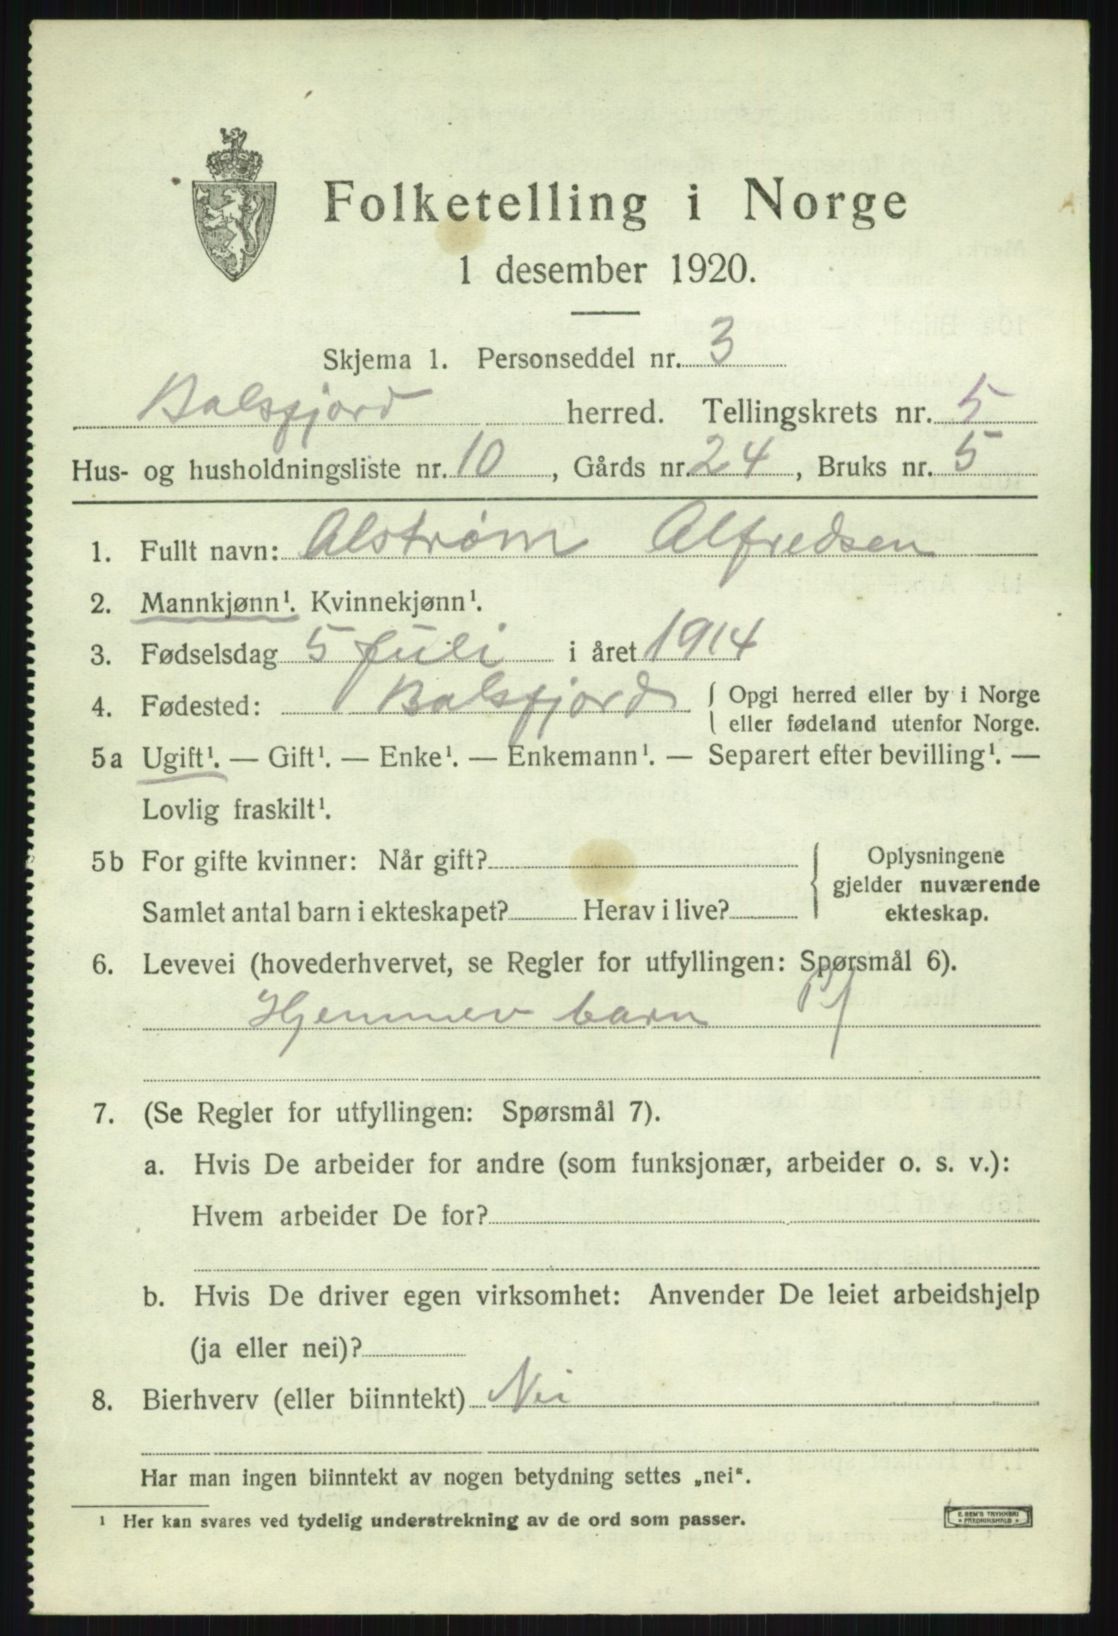 Folketelling i Norge
1 desember 1920.
Skjema 1. Personseddel nr. 3
Balsfjord herred. Tellingskrets nr. 5
Hus- og husholdningsliste nr. 10, Gårds nr. 24, Bruks nr. 5
1. Fullt navn: Alstrøm Alfredsen
2. Mannkjønn¹. Kvinnekjønn¹.
3. Fødselsdag 5 juli i året 1914
4. Fødested: Balsfjord { Opgi herred eller by i Norge
eller fødeland utenfor Norge.
5a Ugift¹. — Gift¹. — Enke¹. — Enkemann¹. — Separert efter bevilling¹. —
Lovlig fraskilt¹.
5b For gifte kvinner: Når gift?
Samlet antal barn i ekteskapet? Herav i live?
{ Oplysningene
gjelder nuværende
ekteskap.
6. Levevei (hovederhvervet, se Regler for utfyllingen: Spørsmål 6).
Hjemmev barn
7. (Se Regler for utfyllingen: Spørsmål 7).
a. Hvis De arbeider for andre (som funksjonær, arbeider o. s. v.):
Hvem arbeider De for?
b. Hvis De driver egen virksomhet: Anvender De leiet arbeidshjelp
(ja eller nei)?
8. Bierhverv (eller biinntekt) Nei
Har man ingen biinntekt av nogen betydning settes „nei“.
¹ Her kan svares ved tydelig understrekning av de ord som passer.